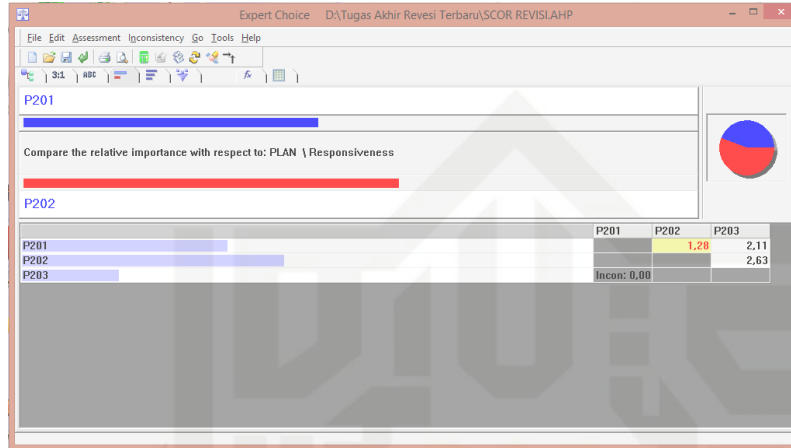 Expert Choice D:\Tugas Akhir Revesi Terbaru\SCOR REVISI.AHP
File Edit Assessment Inconsistency Go Tools Help
3:1 ABC fx
P201
Compare the relative importance with respect to: PLAN \ Responsiveness
P202
P201 P202 P203
P201 1,28 2,11
P202 2,63
P203 Incon: 0,00